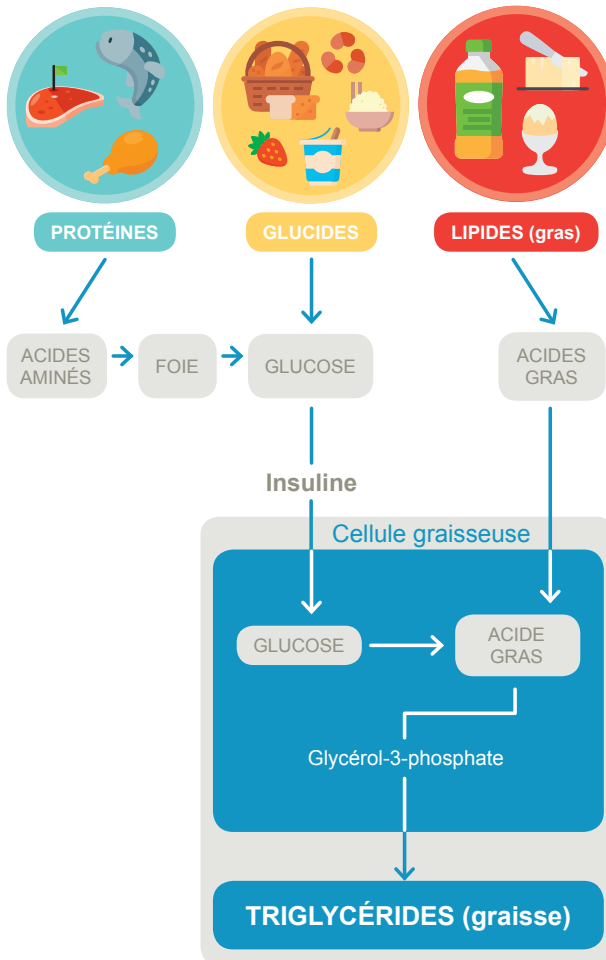 PROTÉINES
GLUCIDES
LIPIDES (gras)
ACIDES
AMINÉS
FOIE
GLUCOSE
ACIDES
GRAS
Insuline
Cellule graisseuse
GLUCOSE
ACIDE
GRAS
Glycérol-3-phosphate
TRIGLYCÉRIDES (graisse)